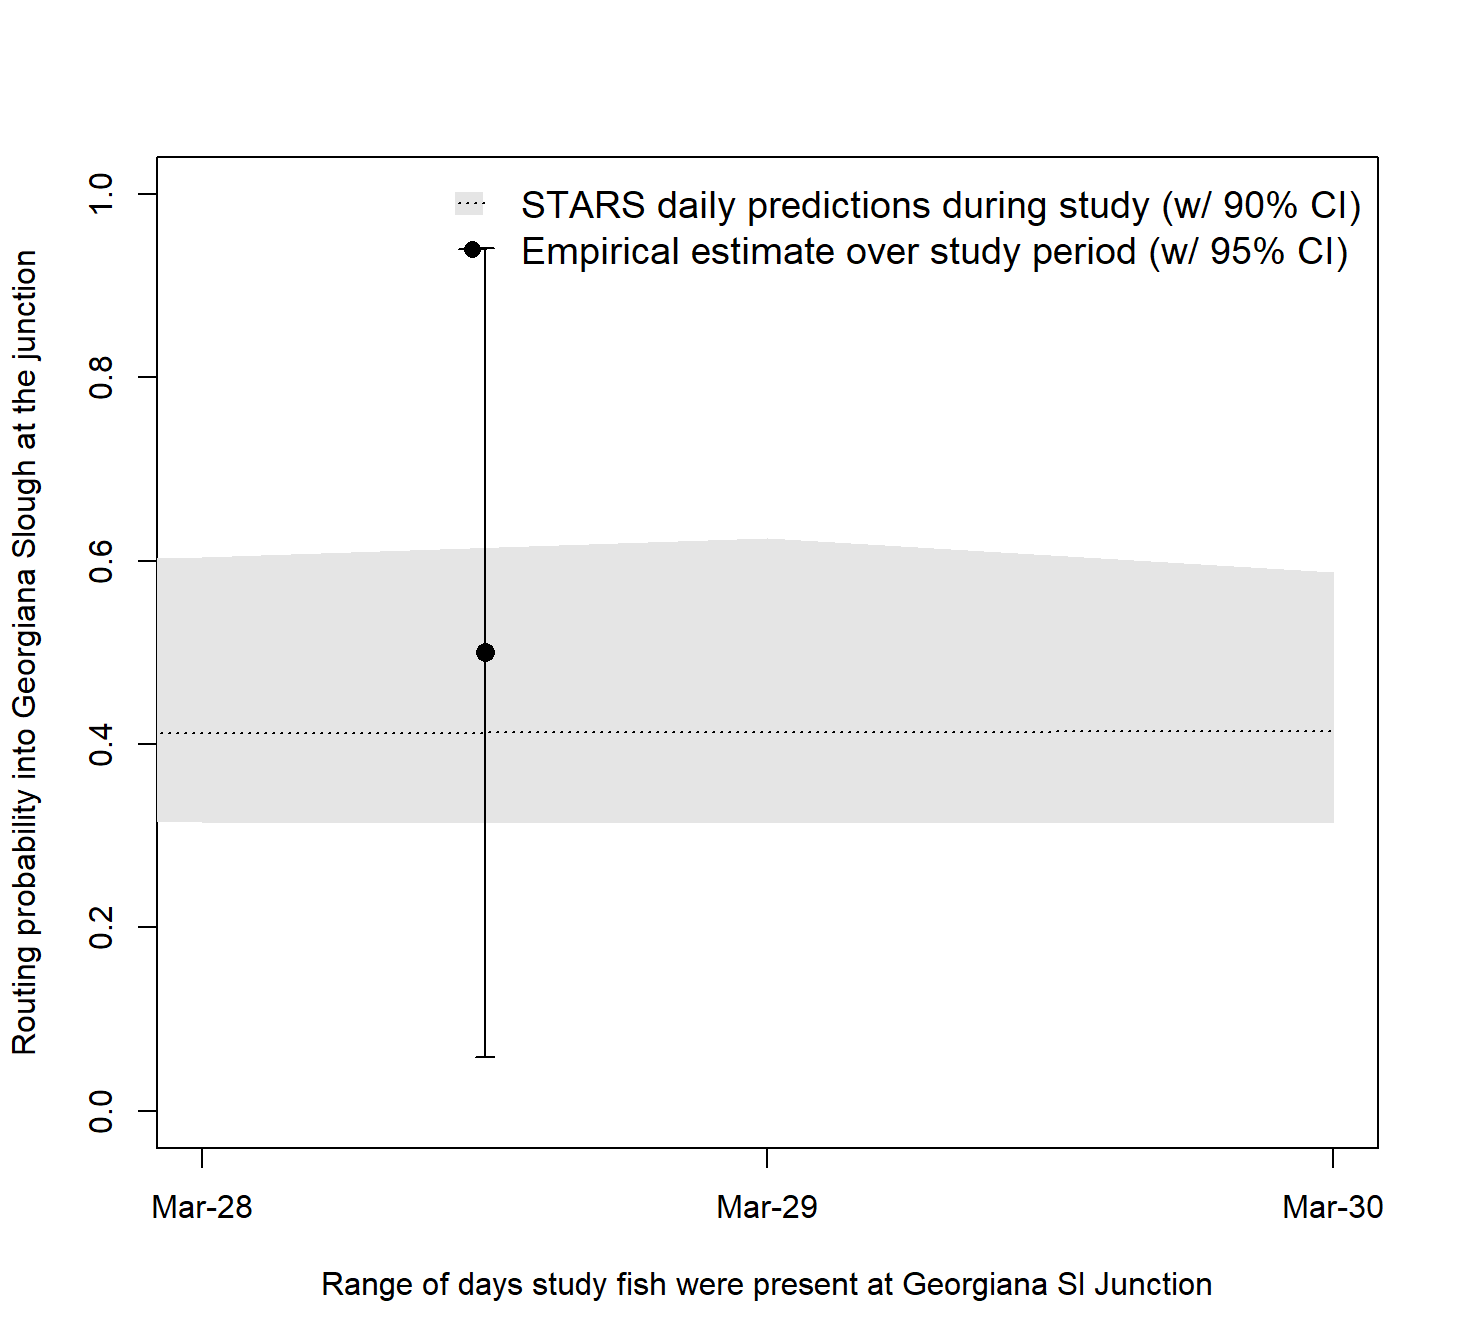 STARS daily predictions during study (w/ 90% CI)
Empirical estimate over study period (w/ 95% CI)
Routing probability into Georgiana Slough at the junction
1.0
0.8
0.6
0.4
0.2
0.0
Mar-28
Mar-29
Mar-30
Range of days study fish were present at Georgiana Sl Junction